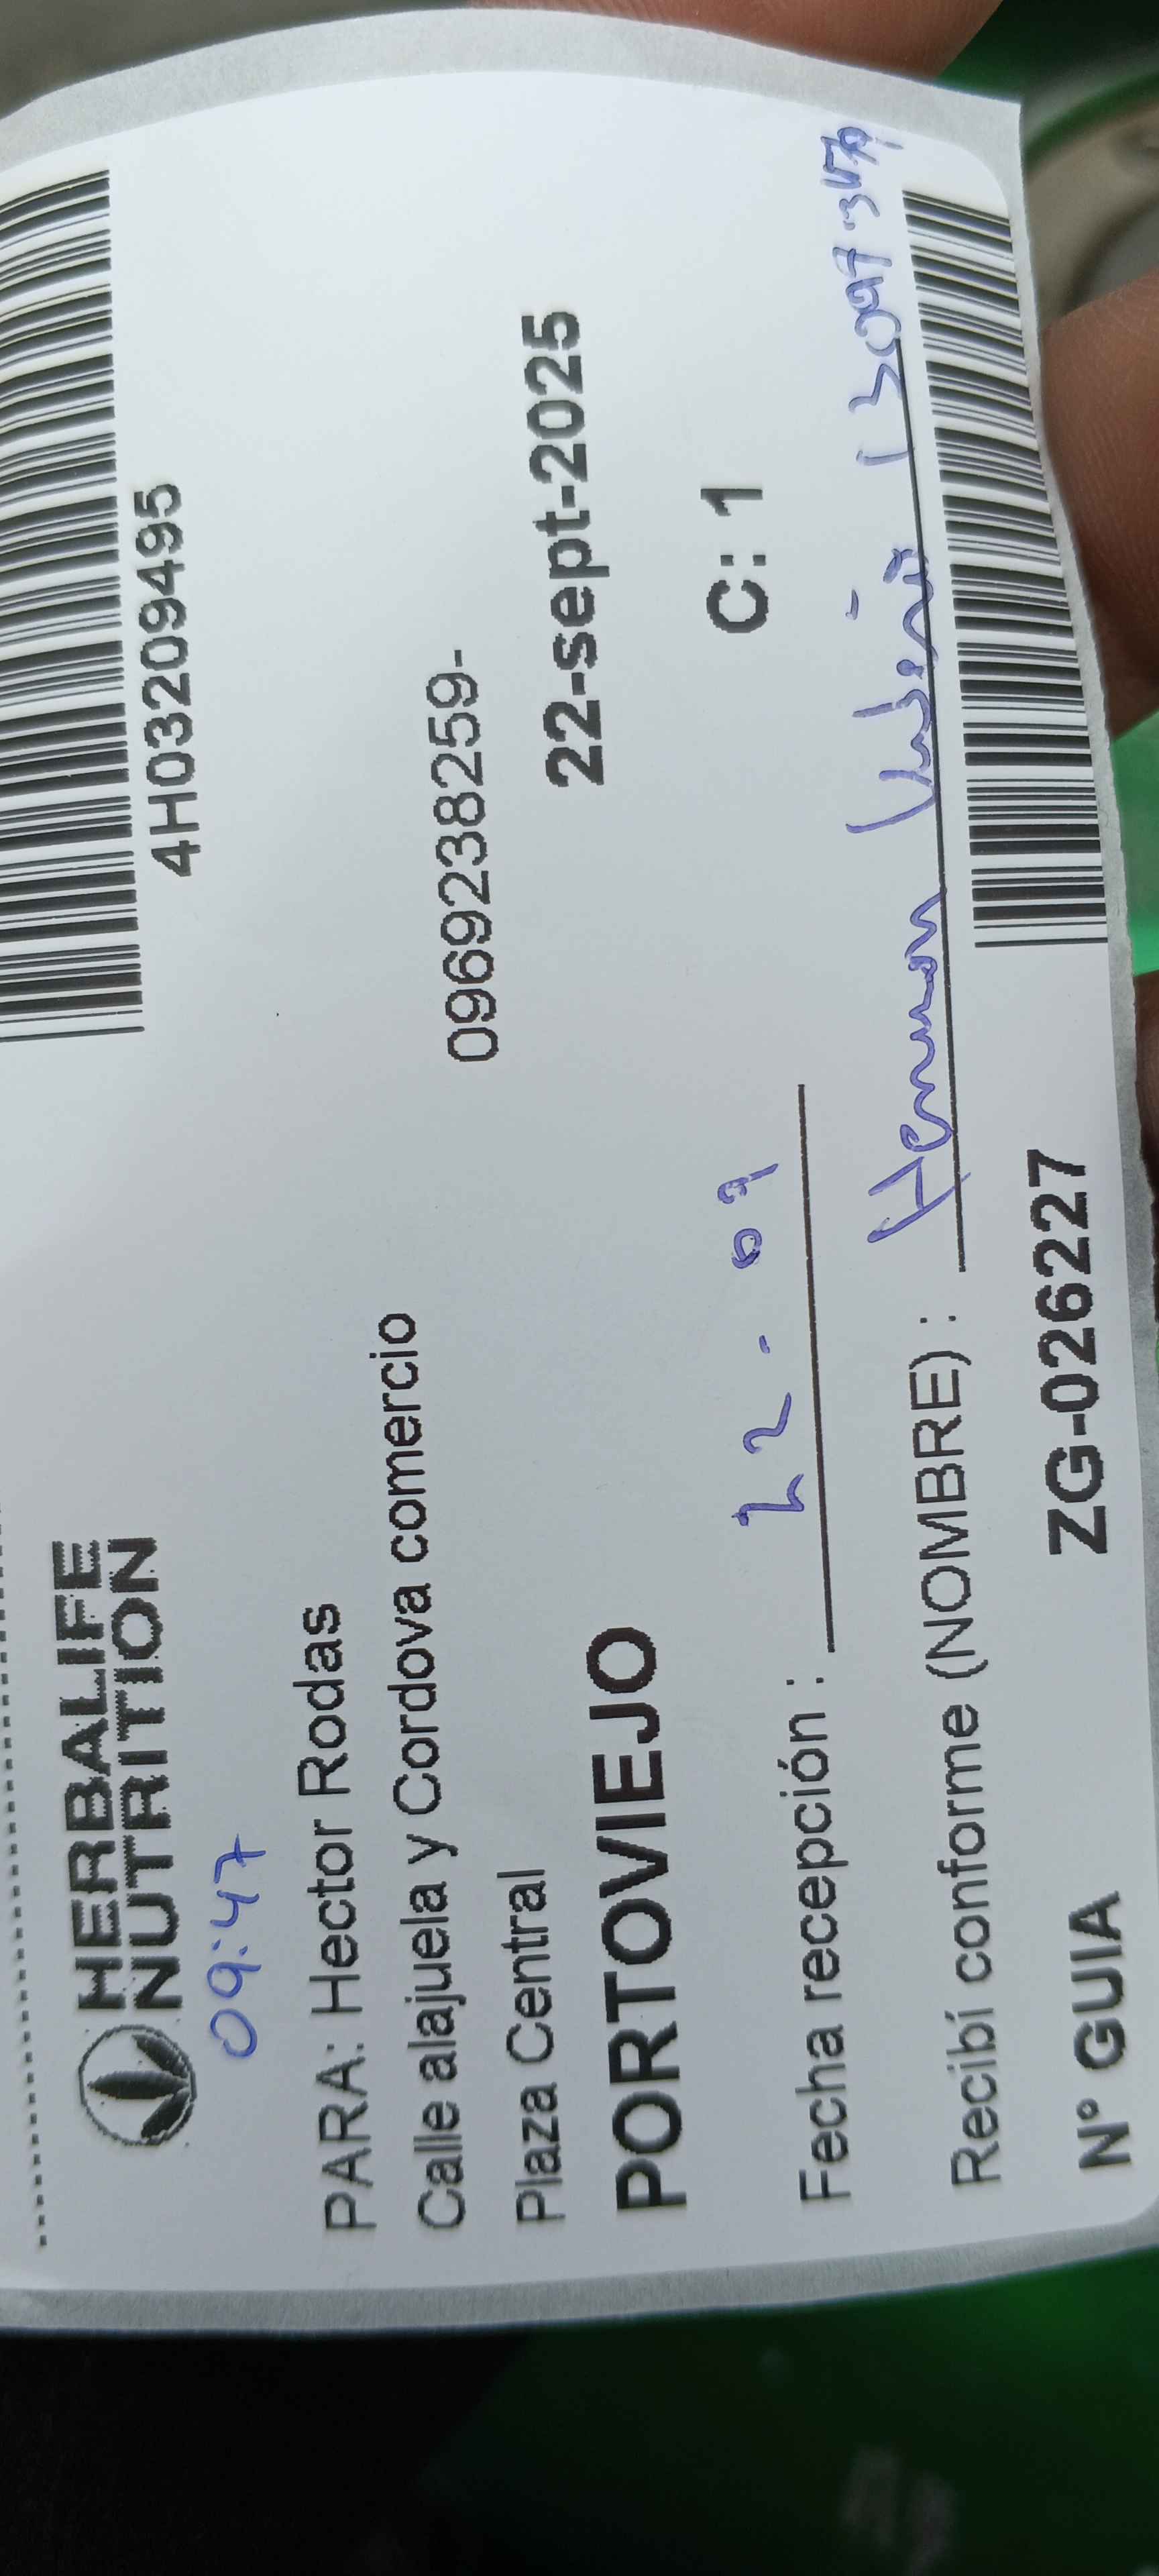 4H03209495
HERBALIFE
NUTRITION
09:47
PARA: Hector Rodas
Calle alajuela y Cordova comercio
0969238259-
Plaza Central
22-sept-2025
PORTOVIEJO
C: 1
Fecha recepción : 22 - 09
Recibí conforme (NOMBRE) :
Nº GUIA ZG-026227